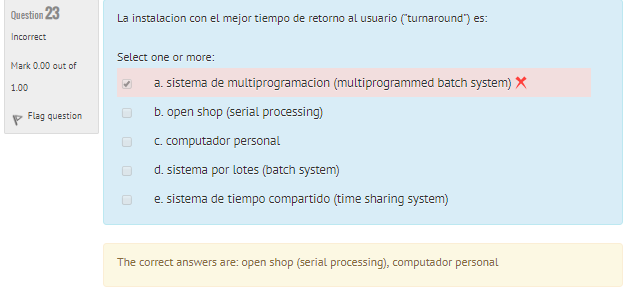 Question 23
Incorrect
Mark 0.00 out of
1.00
Flag question
La instalacion con el mejor tiempo de retorno al usuario ("turnaround") es:
Select one or more:
a. sistema de multiprogramacion (multiprogrammed batch system)
b. open shop (serial processing)
c. computador personal
d. sistema por lotes (batch system)
e. sistema de tiempo compartido (time sharing system)
The correct answers are: open shop (serial processing), computador personal